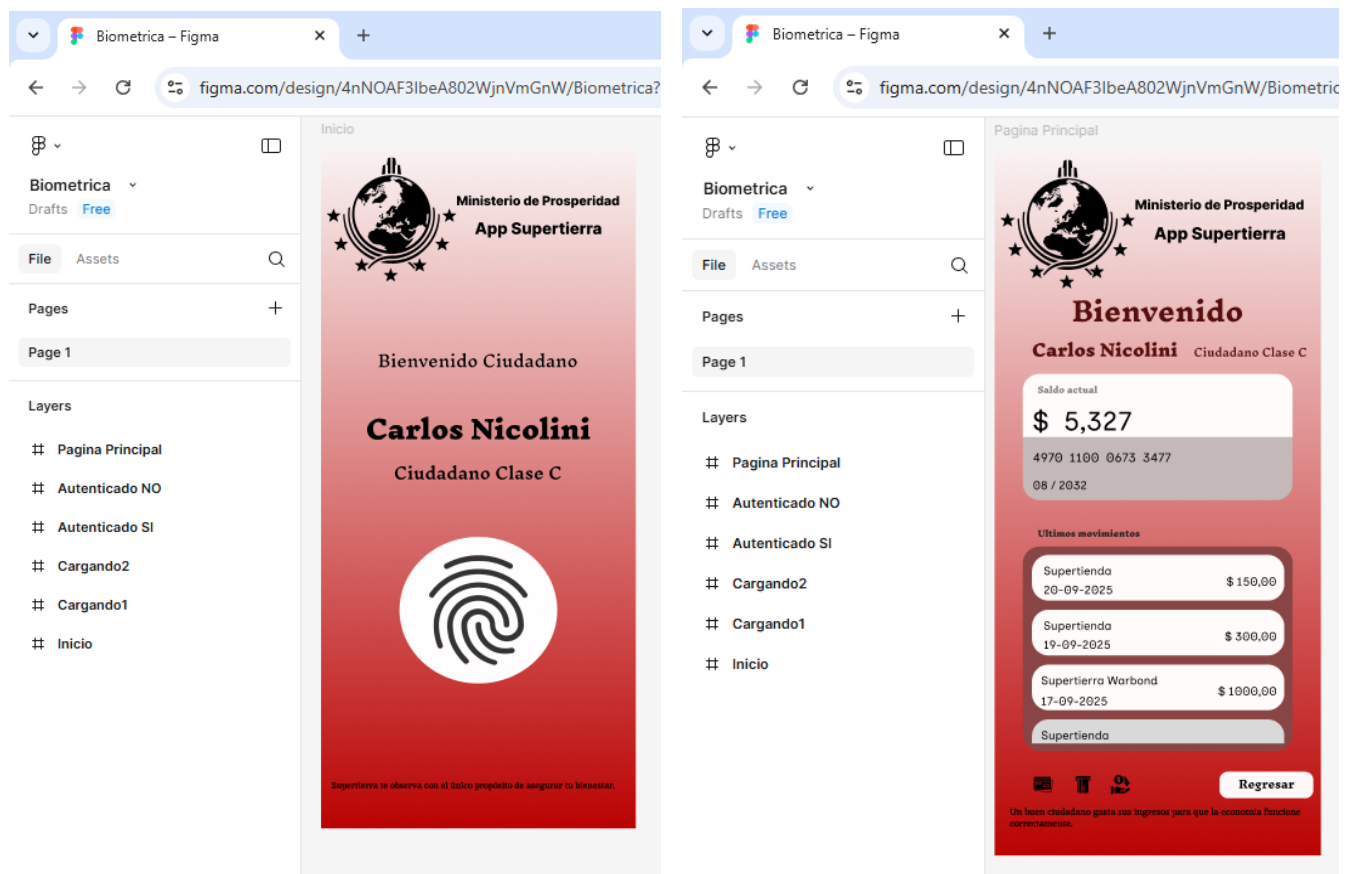 Biometrica – Figma
figma.com/design/4nNOAF3IbeA802WjnVmGnW/Biometrica?
Biometrica
Drafts Free
File Assets
Pages
Page 1
Layers
Pagina Principal
Autenticado NO
Autenticado SI
Cargando2
Cargando1
Inicio
Inicio
Ministerio de Prosperidad
App Supertierra
Bienvenido Ciudadano
Carlos Nicolini
Ciudadano Clase C
Supertierra te observa con el único propósito de asegurar tu bienestar.
Biometrica – Figma
figma.com/design/4nNOAF3IbeA802WjnVmGnW/Biometric
Biometrica
Drafts Free
File Assets
Pages
Page 1
Layers
Pagina Principal
Autenticado NO
Autenticado SI
Cargando2
Cargando1
Inicio
Pagina Principal
Ministerio de Prosperidad
App Supertierra
Bienvenido
Carlos Nicolini Ciudadano Clase C
Saldo actual
$ 5,327
4970 1100 0673 3477
08 / 2032
Ultimos movimientos
Supertienda
20-09-2025
$ 150,00
Supertienda
19-09-2025
$ 300,00
Supertierra Warbond
17-09-2025
$ 1000,00
Supertienda
Regresar
Un buen ciudadano gasta sus ingresos para que la economia funcione
correctamente.